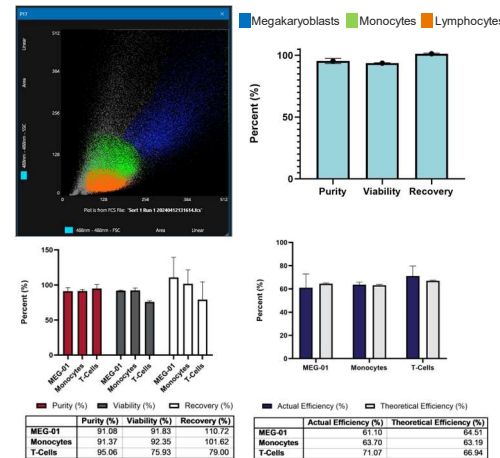 P17
Megakaryoblasts Monocytes Lymphocytes
Linear
Area
488nm - 488nm - SSC
512
384
256
128
0
0 128 256 384 512
Plot is from FCS File: "Sort 1 Run 1 20240412131614.fcs"
488nm - 488nm - FSC Area Linear
Percent (%)
100
50
0
Purity Viability Recovery
Percent (%)
150
100
50
0
MEG-01 Monocytes T-Cells MEG-01 Monocytes T-Cells MEG-01 Monocytes T-Cells
Purity (%) Viability (%) Recovery (%)
Purity (%) Viability (%) Recovery (%)
MEG-01 91.08 91.83 110.72
Monocytes 91.37 92.35 101.62
T-Cells 95.06 75.93 79.00
Percent (%)
100
80
60
40
20
0
MEG-01 Monocytes T-Cells
Actual Efficiency (%) Theoretical Efficiency (%)
Actual Efficiency (%) Theoretical Efficiency (%)
MEG-01 61.10 64.51
Monocytes 63.70 63.19
T-Cells 71.07 66.94